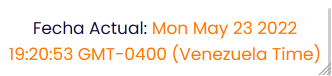 Fecha Actual: Mon May 23 2022
19:20:53 GMT-0400 (Venezuela Time)